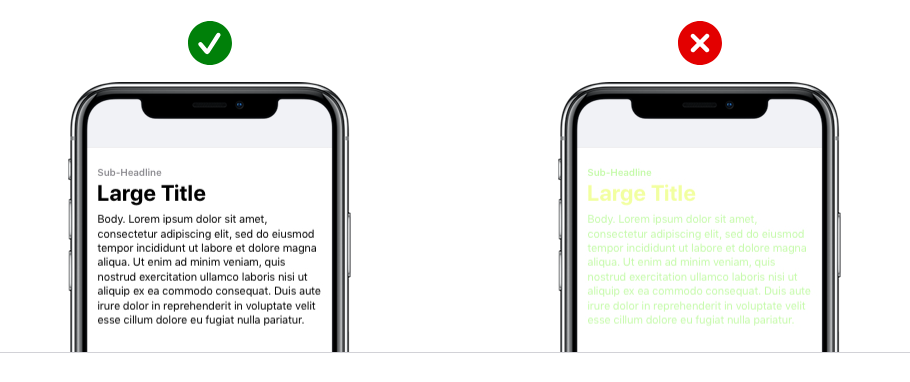 Sub-Headline
Large Title
Body. Lorem ipsum dolor sit amet,
consectetur adipiscing elit, sed do eiusmod
tempor incididunt ut labore et dolore magna
aliqua. Ut enim ad minim veniam, quis
nostrud exercitation ullamco laboris nisi ut
aliquip ex ea commodo consequat. Duis aute
irure dolor in reprehenderit in voluptate velit
esse cillum dolore eu fugiat nulla pariatur.
Sub-Headline
Large Title
Body. Lorem ipsum dolor sit amet,
consectetur adipiscing elit, sed do eiusmod
tempor incididunt ut labore et dolore magna
aliqua. Ut enim ad minim veniam, quis
nostrud exercitation ullamco laboris nisi ut
aliquip ex ea commodo consequat. Duis aute
irure dolor in reprehenderit in voluptate velit
esse cillum dolore eu fugiat nulla pariatur.